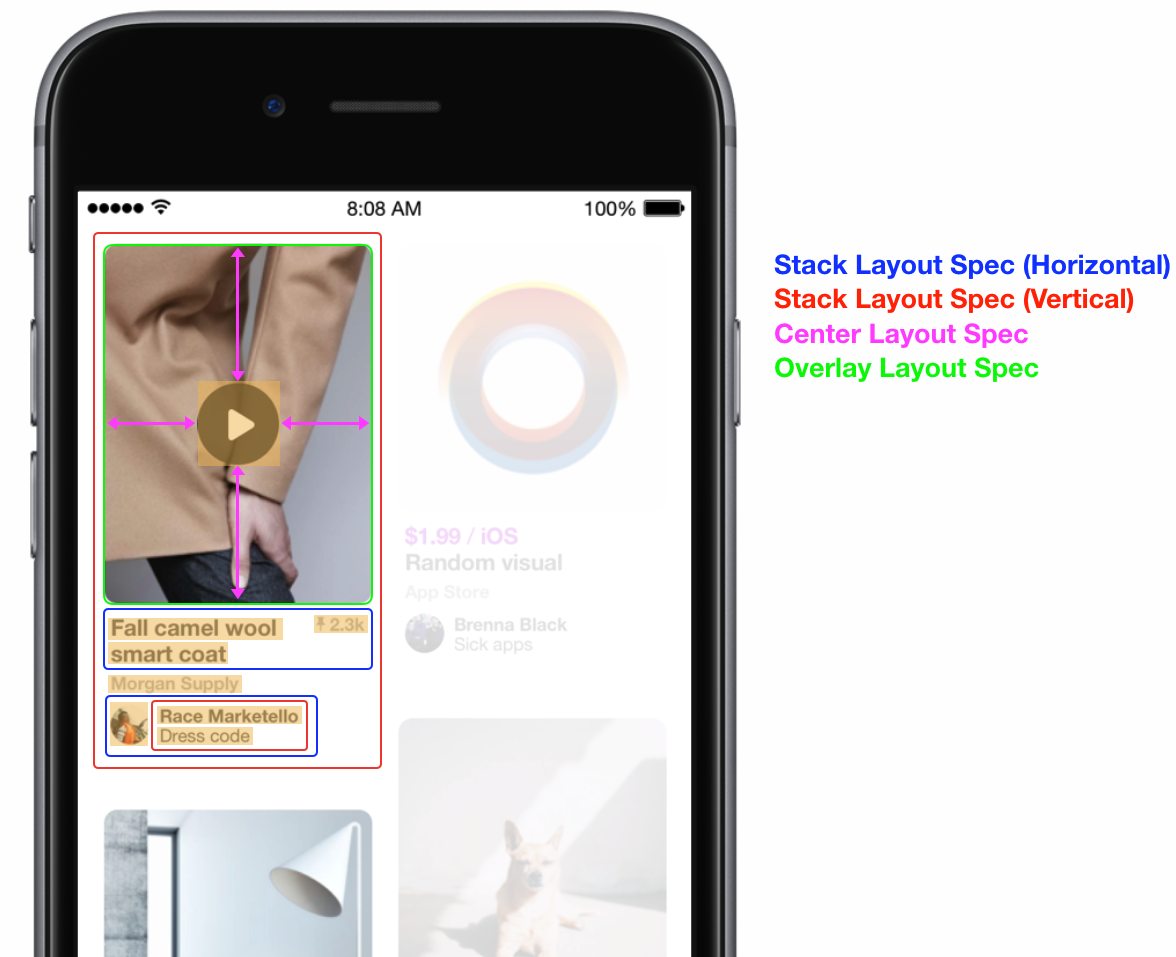 8:08 AM
100%
Stack Layout Spec (Horizontal)
Stack Layout Spec (Vertical)
Center Layout Spec
Overlay Layout Spec
Fall camel wool
smart coat
2.3k
Morgan Supply
Race Marketello
Dress code
$1.99 / iOS
Random visual
App Store
Brenna Black
Sick apps